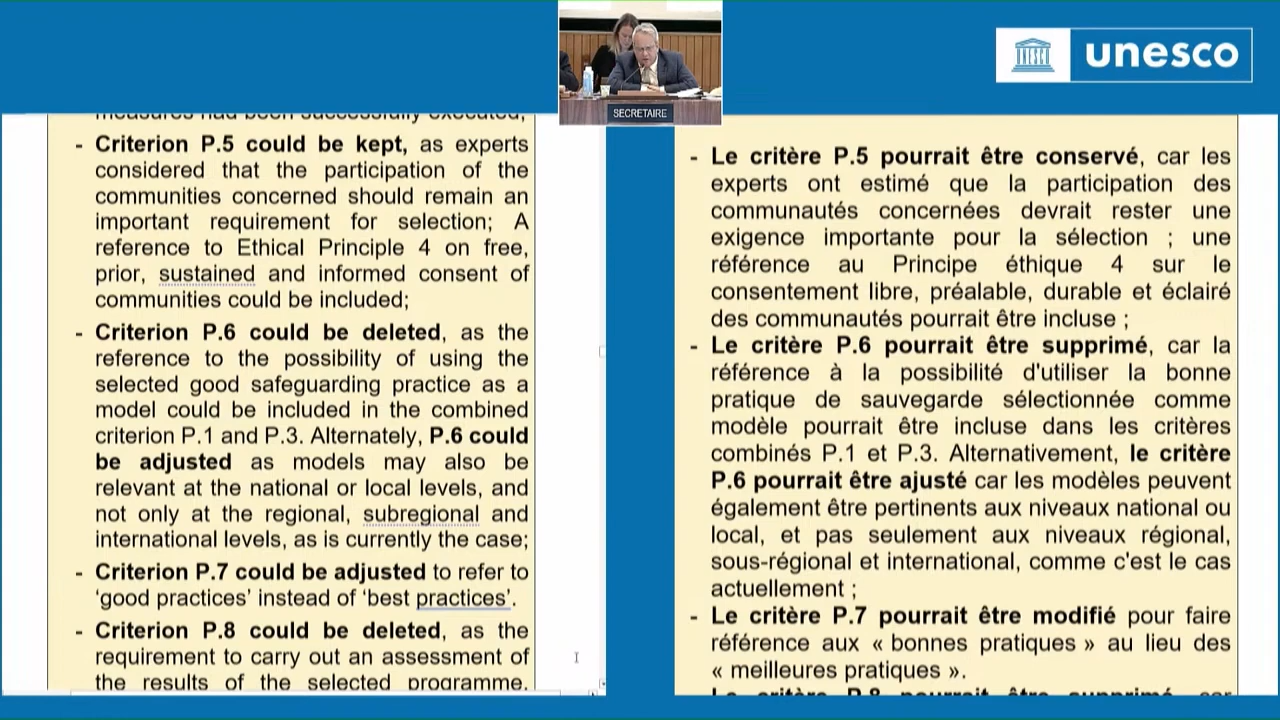 unesco
SECRETAIRE
measures had been successfully executed;
- Criterion P.5 could be kept, as experts
considered that the participation of the
communities concerned should remain an
important requirement for selection; A
reference to Ethical Principle 4 on free,
prior, sustained and informed consent of
communities could be included;
- Criterion P.6 could be deleted, as the
reference to the possibility of using the
selected good safeguarding practice as a
model could be included in the combined
criterion P.1 and P.3. Alternately, P.6 could
be adjusted as models may also be
relevant at the national or local levels, and
not only at the regional, subregional and
international levels, as is currently the case;
- Criterion P.7 could be adjusted to refer to
‘good practices’ instead of ‘best practices’.
- Criterion P.8 could be deleted, as the
requirement to carry out an assessment of
the results of the selected programme,
- Le critère P.5 pourrait être conservé, car les
experts ont estimé que la participation des
communautés concernées devrait rester une
exigence importante pour la sélection ; une
référence au Principe éthique 4 sur le
consentement libre, préalable, durable et éclairé
des communautés pourrait être incluse ;
- Le critère P.6 pourrait être supprimé, car la
référence à la possibilité d'utiliser la bonne
pratique de sauvegarde sélectionnée comme
modèle pourrait être incluse dans les critères
combinés P.1 et P.3. Alternativement, le critère
P.6 pourrait être ajusté car les modèles peuvent
également être pertinents aux niveaux national ou
local, et pas seulement aux niveaux régional,
sous-régional et international, comme c'est le cas
actuellement ;
- Le critère P.7 pourrait être modifié pour faire
référence aux « bonnes pratiques » au lieu des
« meilleures pratiques ».
- Le critère P.8 pourrait être supprimé, car